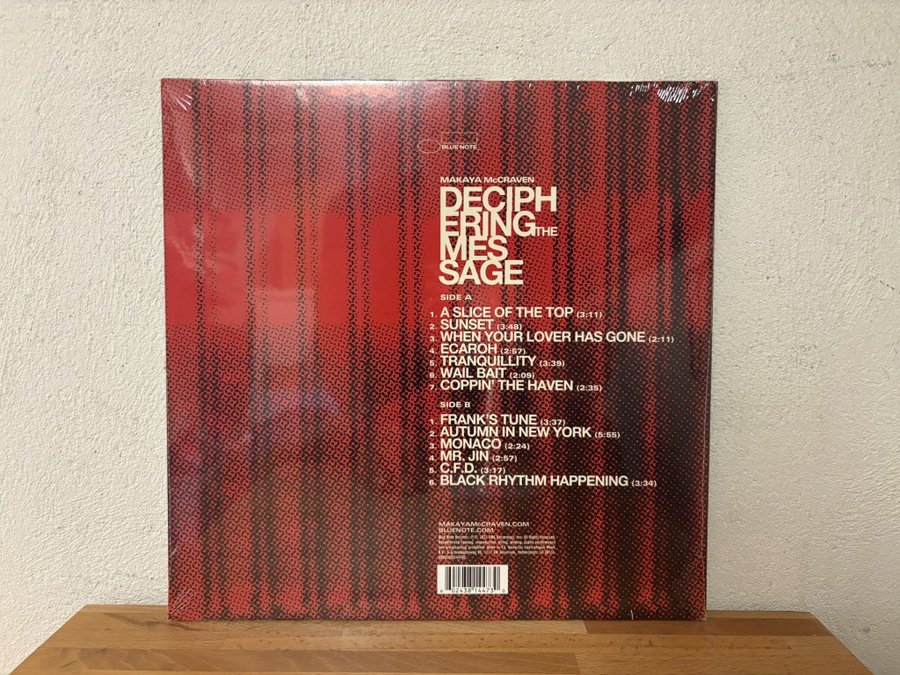 BLUE NOTE
MAKAYA McCRAVEN
DECIPH
ERING THE
MES
SAGE
SIDE A
1. A SLICE OF THE TOP (3:11)
2. SUNSET (3:48)
3. WHEN YOUR LOVER HAS GONE (2:11)
4. ECAROH (2:57)
5. TRANQUILLITY (3:39)
6. WAIL BAIT (2:09)
7. COPPIN' THE HAVEN (2:35)
SIDE B
1. FRANK'S TUNE (3:37)
2. AUTUMN IN NEW YORK (5:55)
3. MONACO (2:24)
4. MR. JIN (2:57)
5. C.F.D. (3:17)
6. BLACK RHYTHM HAPPENING (3:34)
MAKAYAMcCRAVEN.COM
BLUENOTE.COM